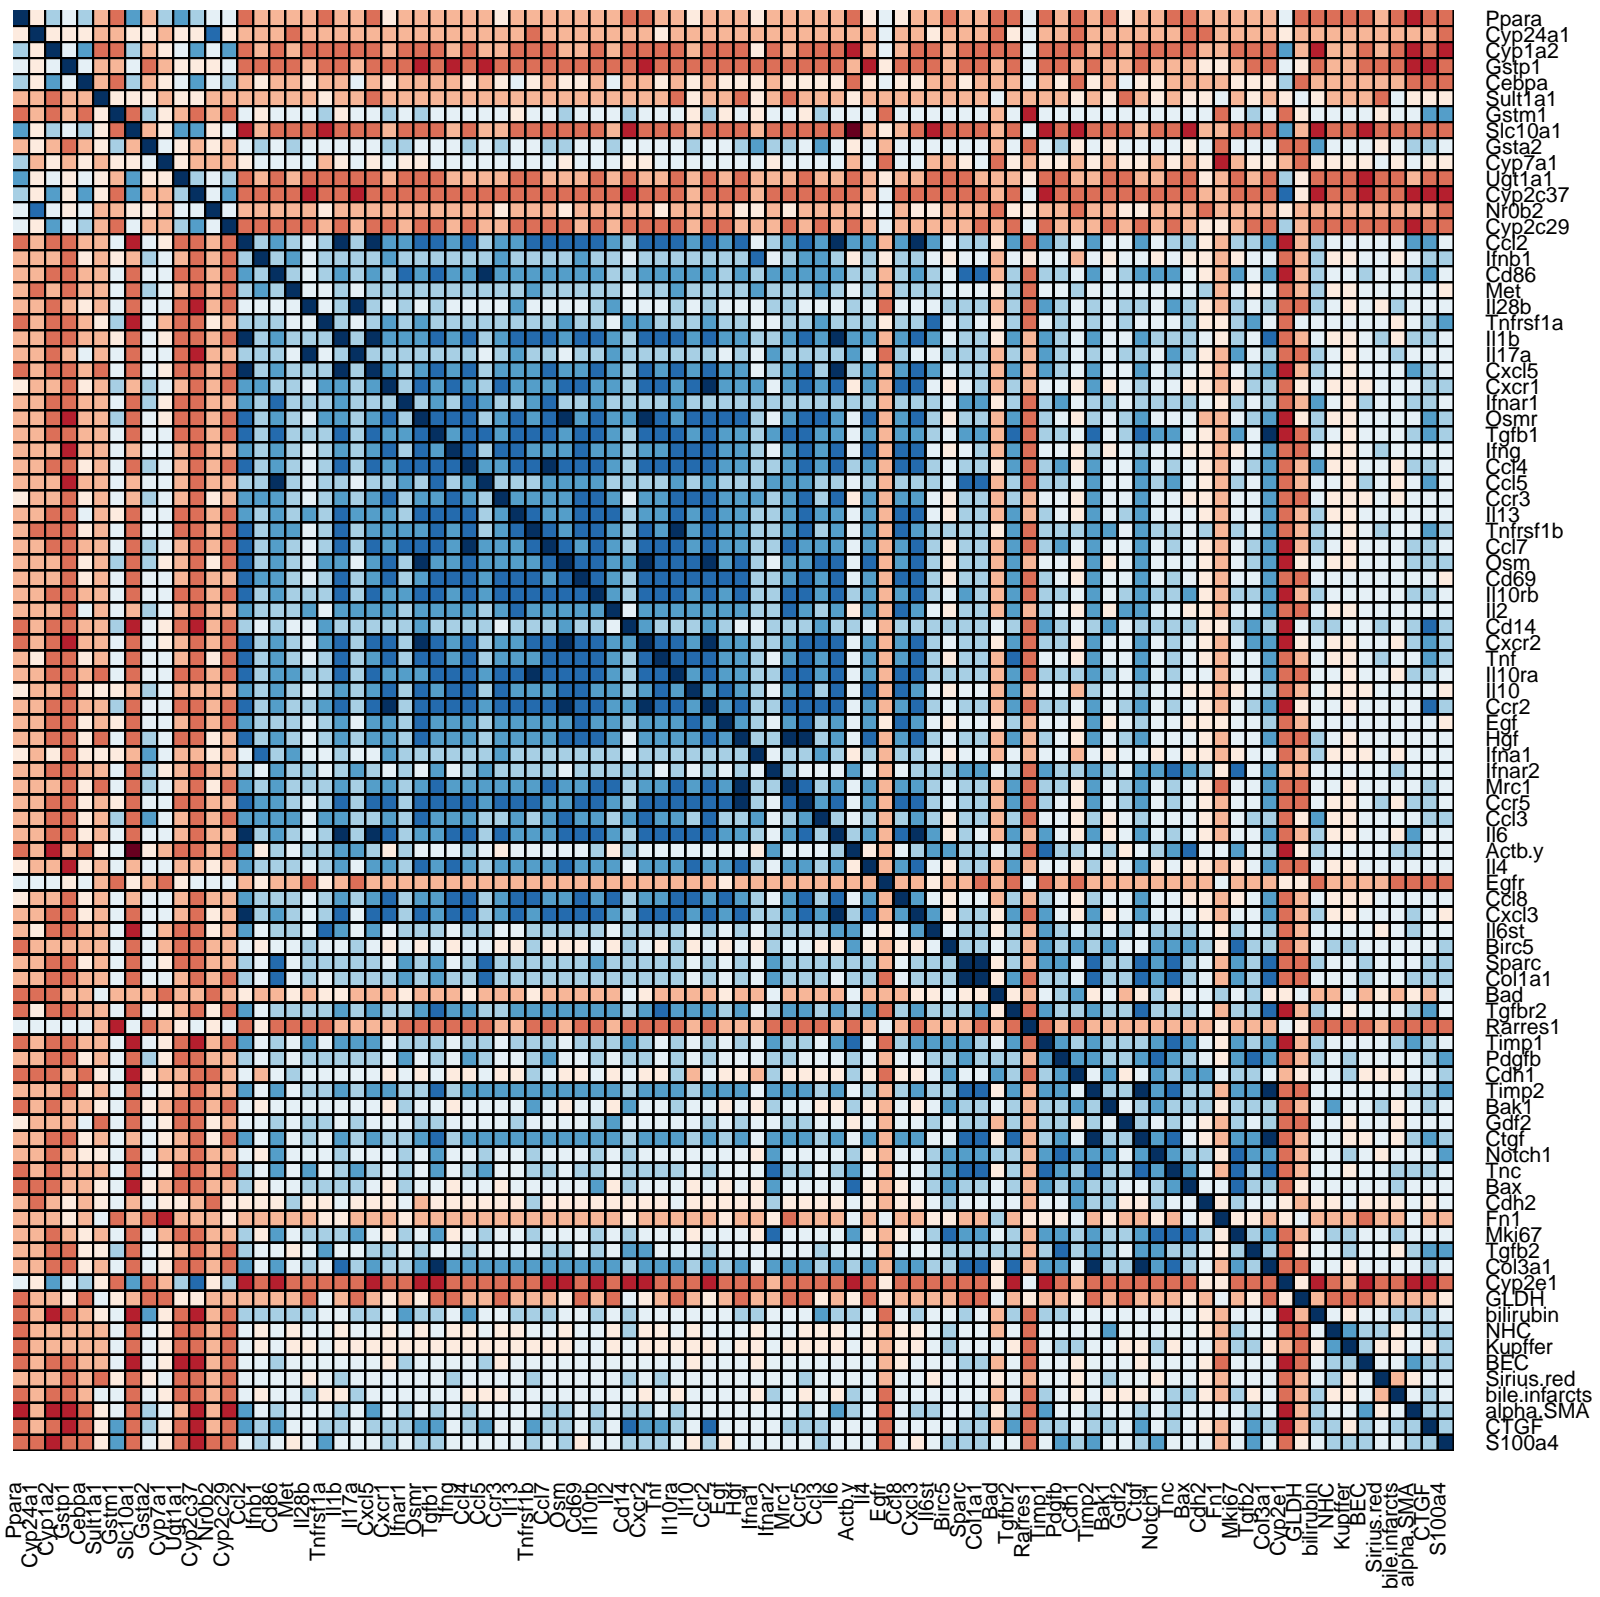 Ppara
Cyp24a1
Cyp1a2
Gstp1
Cebpa
Sult1a1
Gstm1
Slc10a1
Gsta2
Cyp7a1
Ugt1a1
Cyp2c37
Nr0b2
Cyp2c29
Ccl2
Ifnb1
Cd86
Met
Il28b
Tnfrsf1a
Il1b
Il17a
Cxcl5
Cxcr1
Ifnar1
Osmr
Tgfb1
Ifng
Ccl4
Ccl5
Ccr3
Il13
Tnfrsf1b
Ccl7
Osm
Cd69
Il10rb
Il2
Cd14
Cxcr2
Tnf
Il10ra
Il10
Ccr2
Egf
Hgf
Ifna1
Ifnar2
Mrc1
Ccr5
Ccl3
Il6
Actb.y
Il4
Egfr
Ccl8
Cxcl3
Il6st
Birc5
Sparc
Col1a1
Bad
Tgfbr2
Rarres1
Timp1
Pdgfb
Cdh1
Timp2
Bak1
Gdf2
Ctgf
Notch1
Tnc
Bax
Cdh2
Fn1
Mki67
Tgfb2
Col3a1
Cyp2e1
GLDH
bilirubin
NHC
Kupffer
BEC
Sirius.red
bile.infarcts
alpha.SMA
CTGF
S100a4
Ppara
Cyp24a1
Cyp1a2
Gstp1
Cebpa
Sult1a1
Gstm1
Slc10a1
Gsta2
Cyp7a1
Ugt1a1
Cyp2c37
Nr0b2
Cyp2c29
Ccl2
Ifnb1
Cd86
Met
Il28b
Tnfrsf1a
Il1b
Il17a
Cxcl5
Cxcr1
Ifnar1
Osmr
Tgfb1
Ifng
Ccl4
Ccl5
Ccr3
Il13
Tnfrsf1b
Ccl7
Osm
Cd69
Il10rb
Il2
Cd14
Cxcr2
Tnf
Il10ra
Il10
Ccr2
Egf
Hgf
Ifna1
Ifnar2
Mrc1
Ccr5
Ccl3
Il6
Actb.y
Il4
Egfr
Ccl8
Cxcl3
Il6st
Birc5
Sparc
Col1a1
Bad
Tgfbr2
Rarres1
Timp1
Pdgfb
Cdh1
Timp2
Bak1
Gdf2
Ctgf
Notch1
Tnc
Bax
Cdh2
Fn1
Mki67
Tgfb2
Col3a1
Cyp2e1
GLDH
bilirubin
NHC
Kupffer
BEC
Sirius.red
bile.infarcts
alpha.SMA
CTGF
S100a4